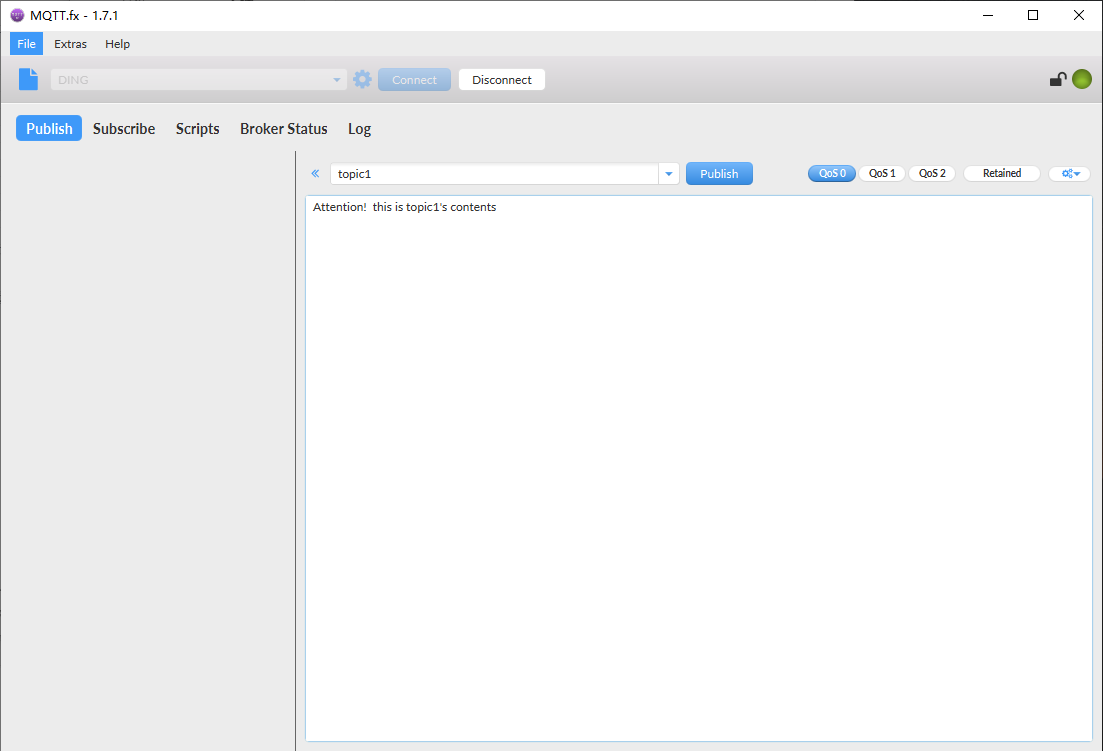 MQTT.fx - 1.7.1
File Extras Help
DING Connect Disconnect
Publish Subscribe Scripts Broker Status Log
topic1 Publish QoS 0 QoS 1 QoS 2 Retained
Attention!  this is topic1's contents